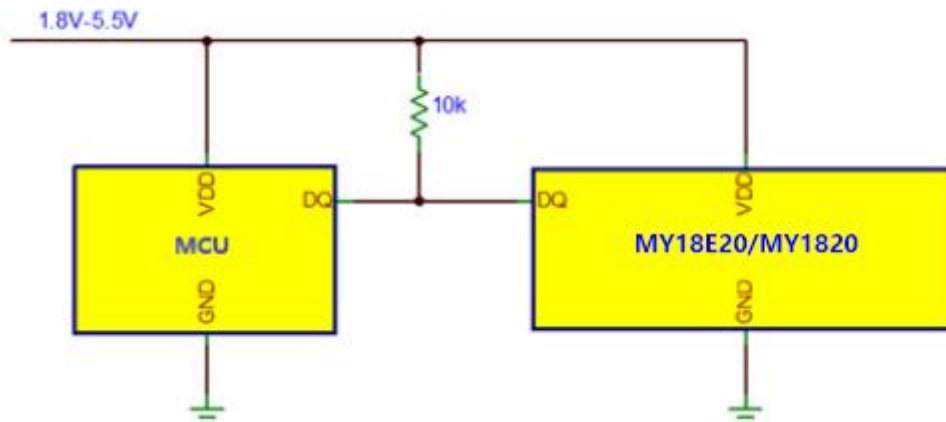 1.8V-5.5V
10k
VDD
DQ
MCU
GND
DQ
VDD
MY18E20/MY1820
GND